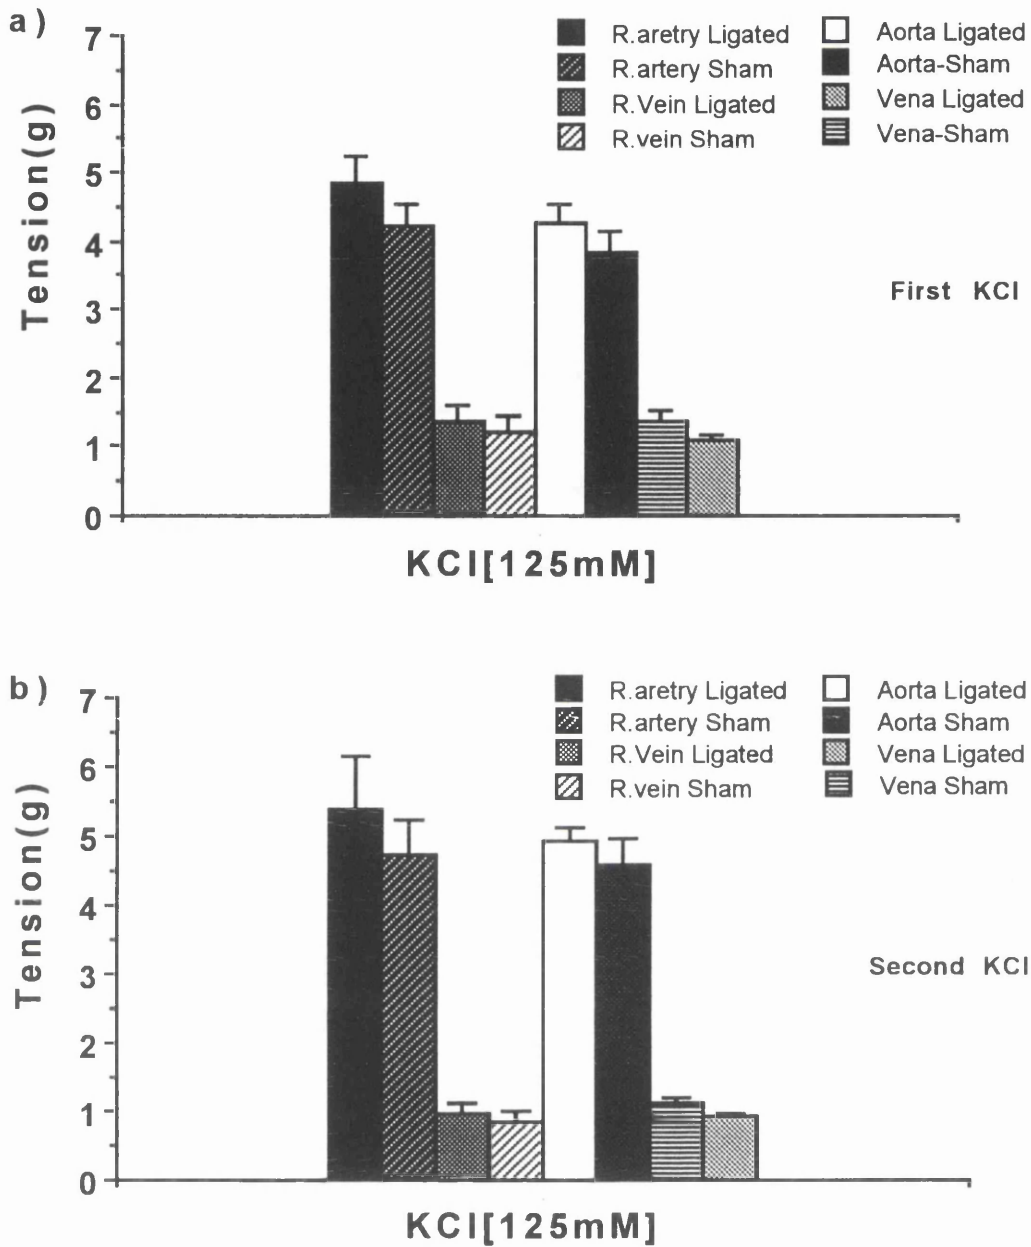 a)
7
6
5
4
3
2
1
0
Tension(g)
R.aretry Ligated
R.artery Sham
R.Vein Ligated
R.vein Sham
Aorta Ligated
Aorta-Sham
Vena Ligated
Vena-Sham
First KCl
KCl[125mM]
b)
7
6
5
4
3
2
1
0
Tension(g)
R.aretry Ligated
R.artery Sham
R.Vein Ligated
R.vein Sham
Aorta Ligated
Aorta Sham
Vena Ligated
Vena Sham
Second KCl
KCl[125mM]